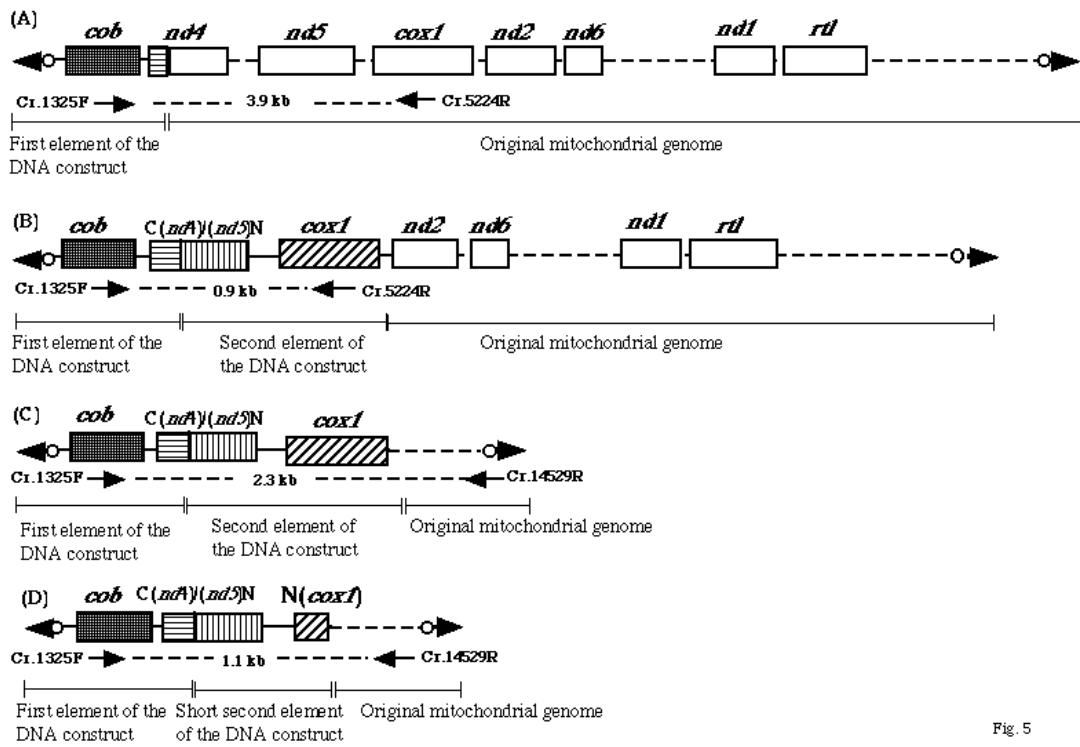 (A)
cob nd4 nd5 cox1 nd2 nd6 nd1 rtl
Cr.1325F 3.9 kb Cr.5224R
First element of the Original mitochondrial genome
DNA construct
(B)
cob C(nd4)/(nd5)N cox1 nd2 nd6 nd1 rtl
Cr.1325F 0.9 kb Cr.5224R
First element of the Second element of Original mitochondrial genome
DNA construct the DNA construct
(C)
cob C(nd4)/(nd5)N cox1
Cr.1325F 2.3 kb Cr.14529R
First element of the Second element of Original mitochondrial genome
DNA construct the DNA construct
(D) cob C(nd4)/(nd5)N N(cox1)
Cr.1325F 1.1 kb Cr.14529R
First element of the Short second element Original mitochondrial genome
DNA construct of the DNA construct
Fig. 5